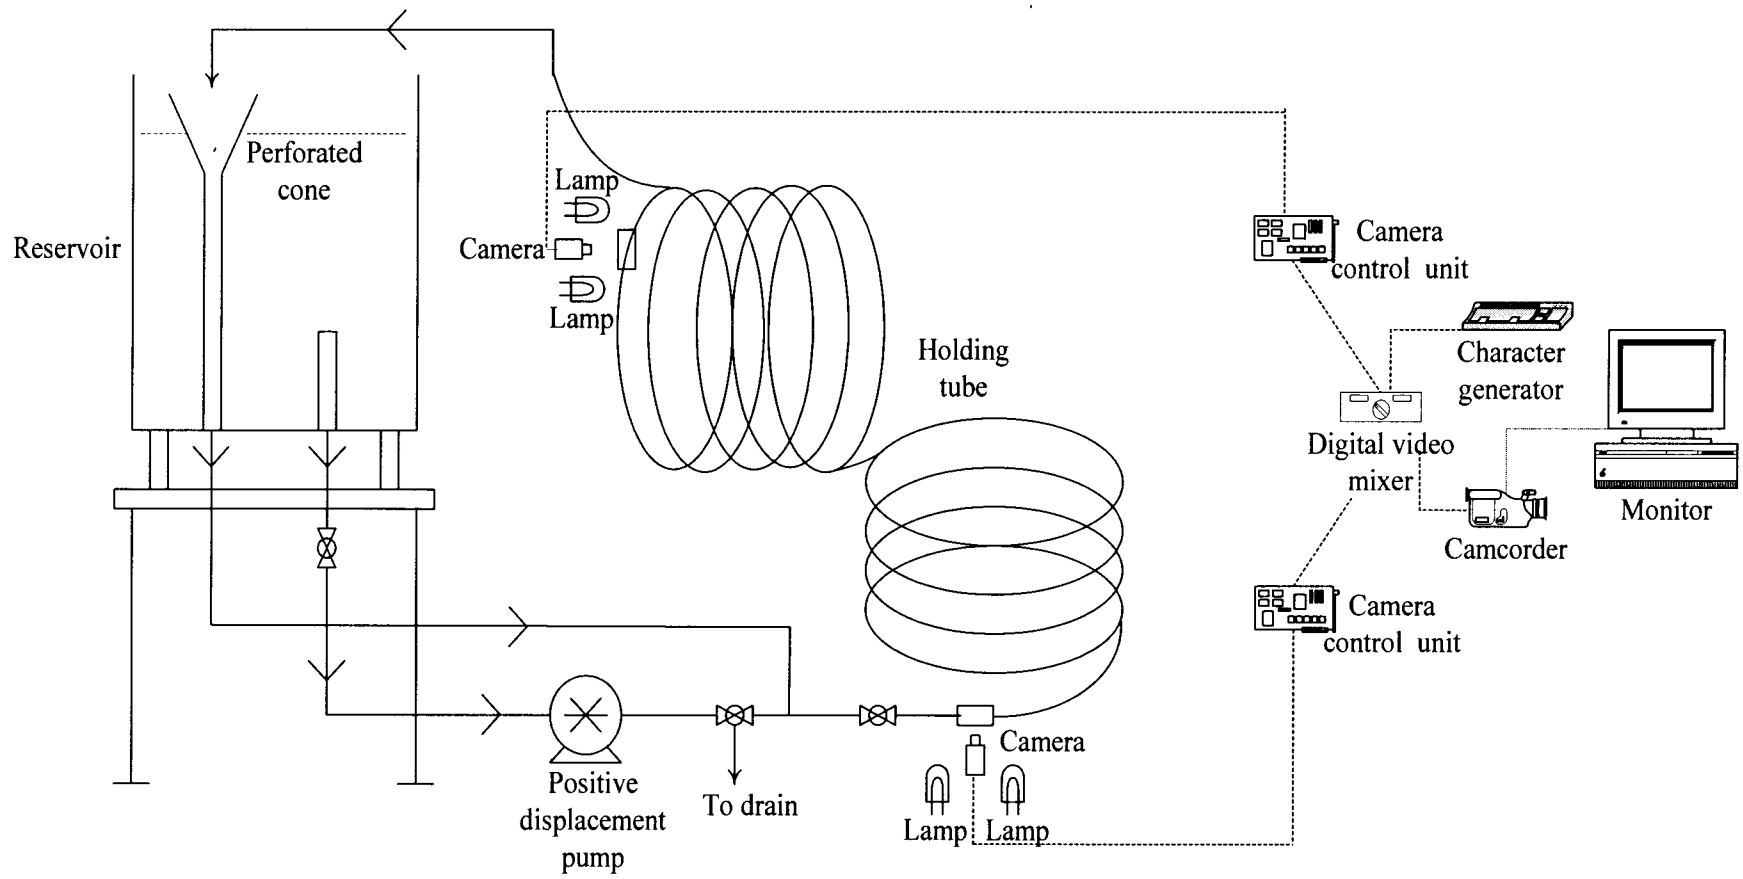 Perforated
cone
Reservoir
Lamp
Camera
Lamp
Holding
tube
Camera
control unit
Character
generator
Digital video
mixer
Monitor
Camcorder
Camera
control unit
Camera
Lamp
Lamp
Positive
displacement
pump
To drain